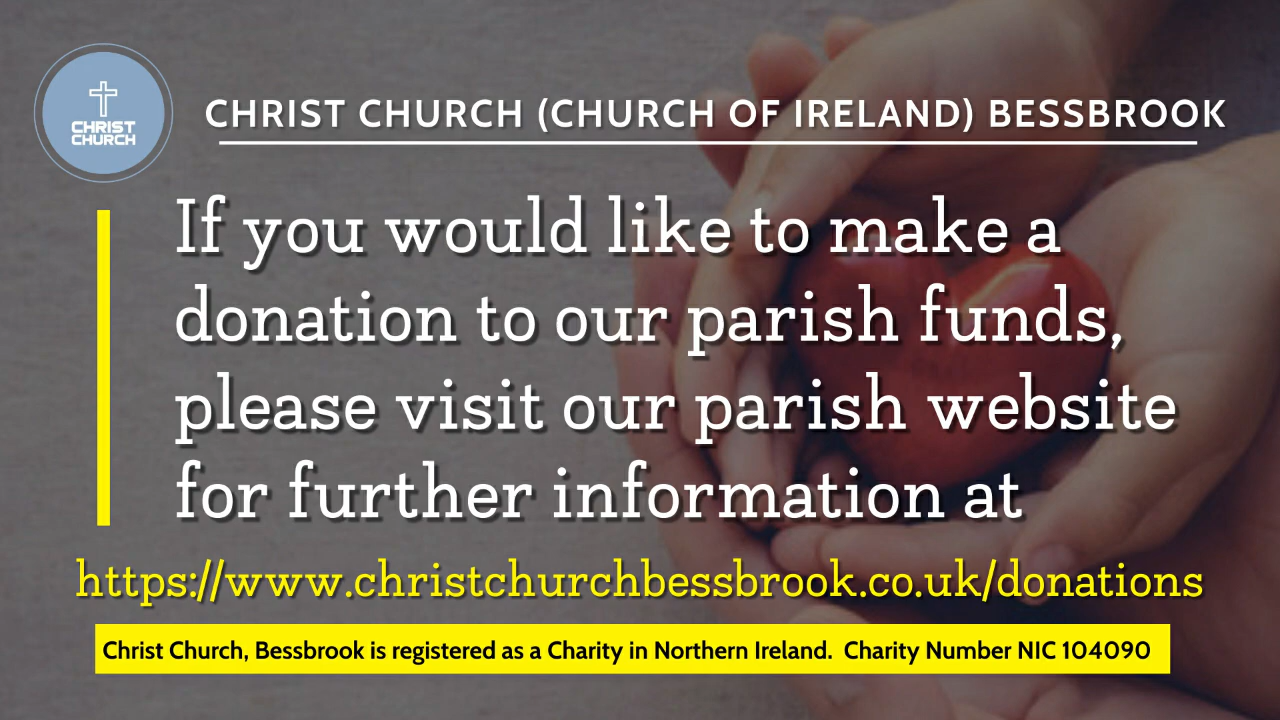 CHRIST
CHURCH
CHRIST CHURCH (CHURCH OF IRELAND) BESSBROOK
If you would like to make a
donation to our parish funds,
please visit our parish website
for further information at
https://www.christchurchbessbrook.co.uk/donations
Christ Church, Bessbrook is registered as a Charity in Northern Ireland.  Charity Number NIC 104090